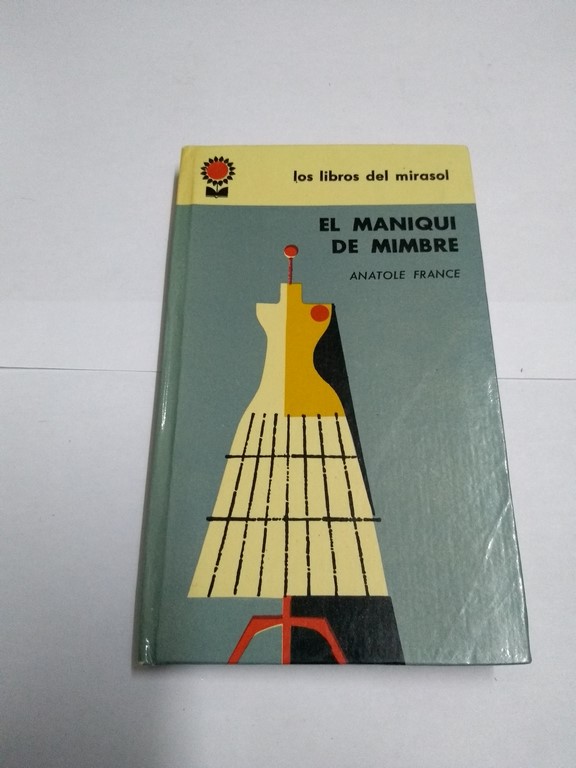 los libros del mirasol
EL MANIQUI
DE MIMBRE
ANATOLE FRANCE